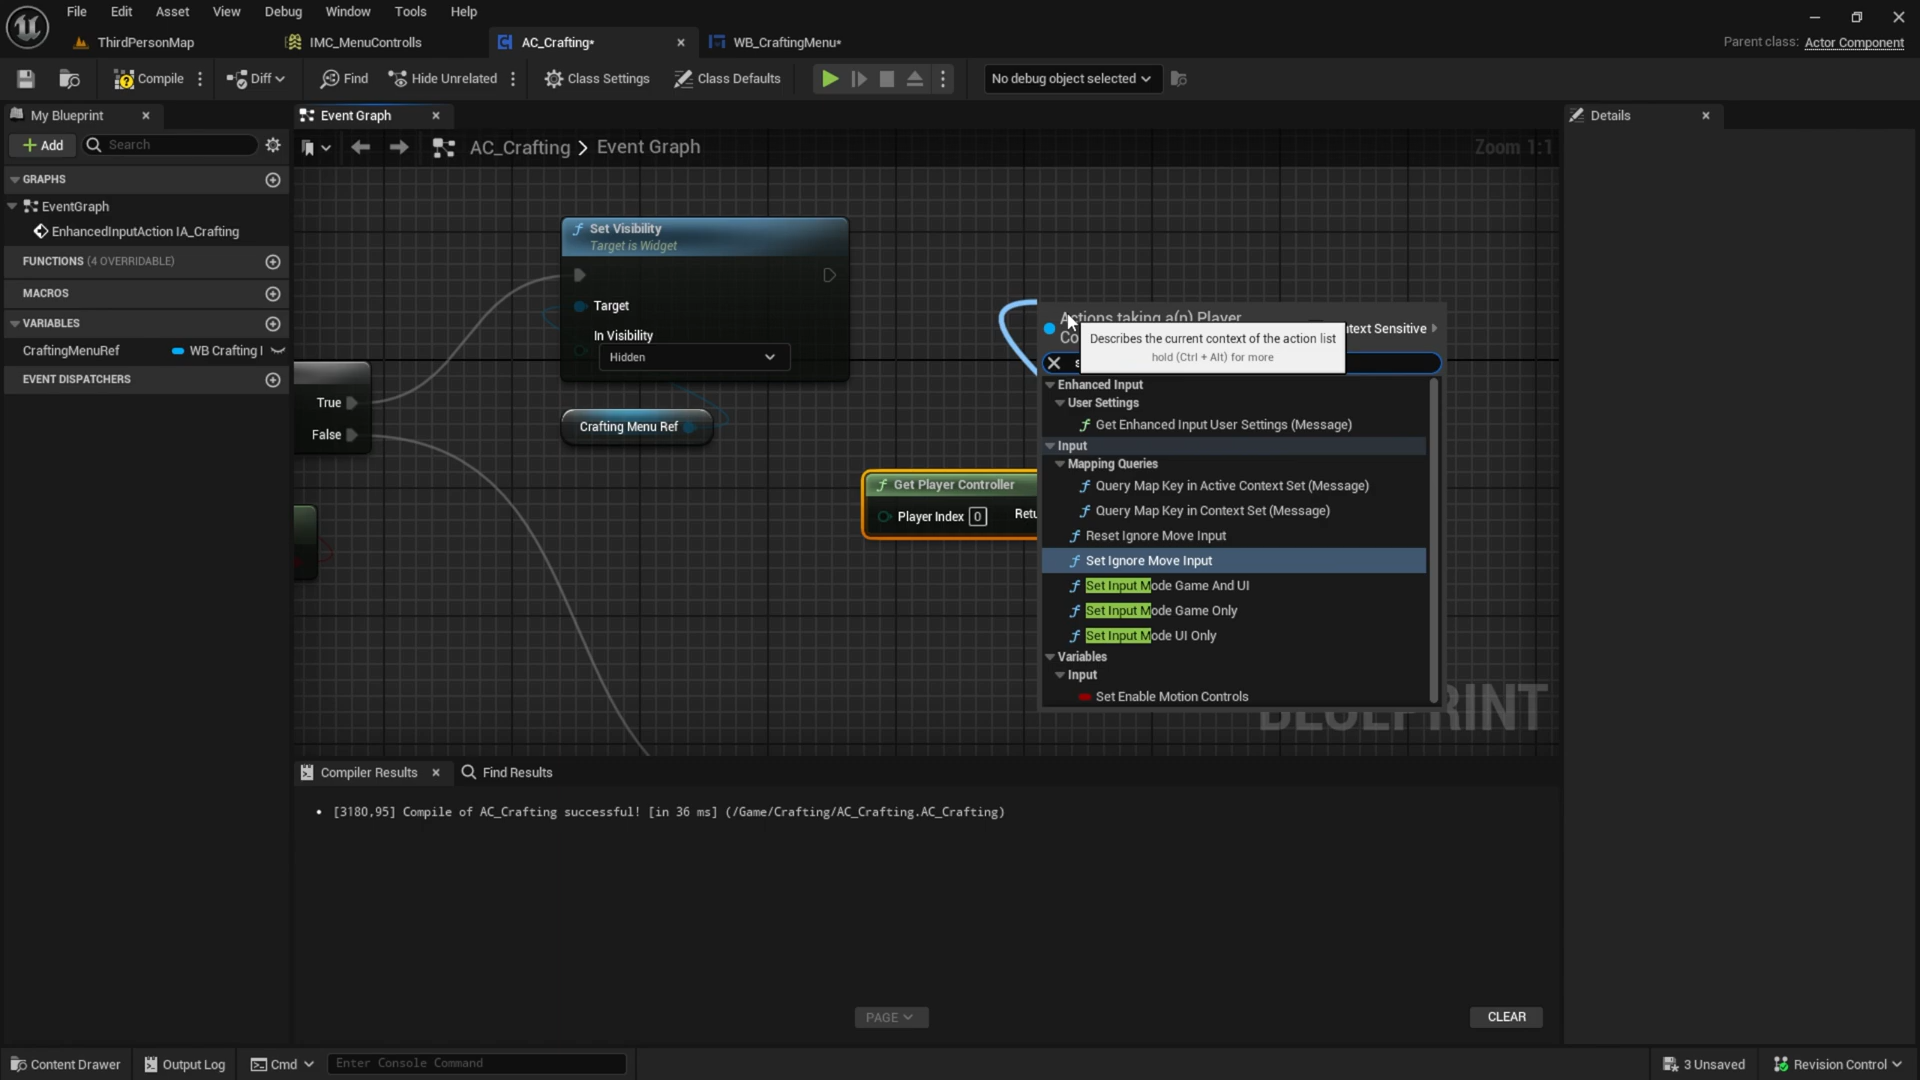 File Edit View Asset Debug Window Tools Help
ThirdPersonMap
IMC_MenuControlls
AC_Crafting*
WB_CraftingMenu*
Parent class: Actor Component
Compile
Diff
Find
Hide Unrelated
Class Settings
Class Defaults
No debug object selected
My Blueprint
Add
Search
GRAPHS
EventGraph
EnhancedInputAction IA_Crafting
FUNCTIONS (4 OVERRIDABLE)
MACROS
VARIABLES
CraftingMenuRef
WB Crafting I
EVENT DISPATCHERS
Event Graph
AC_Crafting > Event Graph
Zoom 1:1
Set Visibility
Target is Widget
Target
In Visibility
Hidden
True
False
Crafting Menu Ref
Get Player Controller
Player Index 0
Retu
Actions taking a(n) Player
Co
ntext Sensitive
Describes the current context of the action list
hold (Ctrl + Alt) for more
Enhanced Input
User Settings
Get Enhanced Input User Settings (Message)
Input
Mapping Queries
Query Map Key in Active Context Set (Message)
Query Map Key in Context Set (Message)
Reset Ignore Move Input
Set Ignore Move Input
Set Input Mode Game And UI
Set Input Mode Game Only
Set Input Mode UI Only
Variables
Input
Set Enable Motion Controls
BLUEPRINT
Details
Compiler Results
Find Results
[3180,95] Compile of AC_Crafting successful! [in 36 ms] (/Game/Crafting/AC_Crafting.AC_Crafting)
PAGE
CLEAR
Content Drawer
Output Log
Cmd
Enter Console Command
3 Unsaved
Revision Control